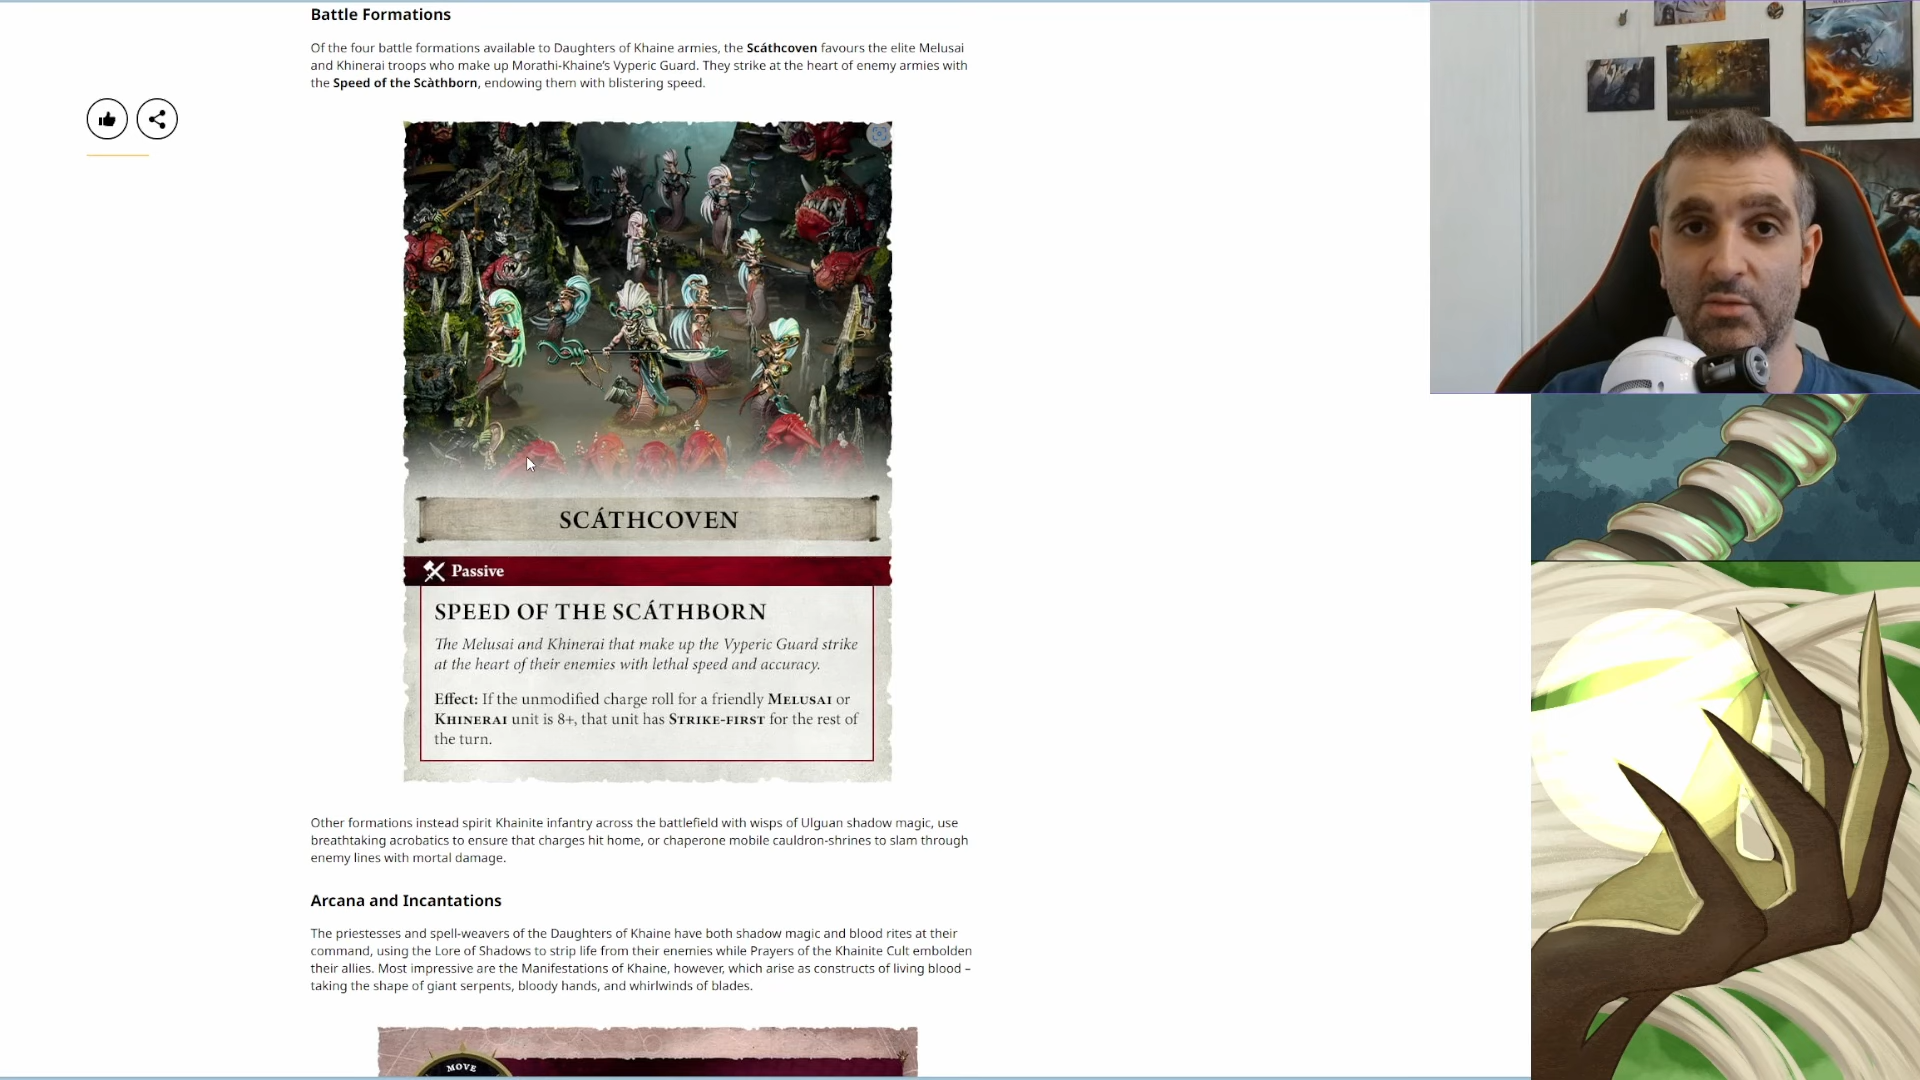 Battle Formations
Of the four battle formations available to Daughters of Khaine armies, the Scáthcoven favours the elite Melusai
and Khinerai troops who make up Morathi-Khaine’s Vyperic Guard. They strike at the heart of enemy armies with
the Speed of the Scàthborn, endowing them with blistering speed.
SCÁTHCOVEN
Passive
SPEED OF THE SCÁTHBORN
The Melusai and Khinerai that make up the Vyperic Guard strike
at the heart of their enemies with lethal speed and accuracy.
Effect: If the unmodified charge roll for a friendly MELUSAI or
KHINERAI unit is 8+, that unit has STRIKE-FIRST for the rest of
the turn.
Other formations instead spirit Khainite infantry across the battlefield with wisps of Ulguan shadow magic, use
breathtaking acrobatics to ensure that charges hit home, or chaperone mobile cauldron-shrines to slam through
enemy lines with mortal damage.
Arcana and Incantations
The priestesses and spell-weavers of the Daughters of Khaine have both shadow magic and blood rites at their
command, using the Lore of Shadows to strip life from their enemies while Prayers of the Khainite Cult embolden
their allies. Most impressive are the Manifestations of Khaine, however, which arise as constructs of living blood –
taking the shape of giant serpents, bloody hands, and whirlwinds of blades.
MOVE